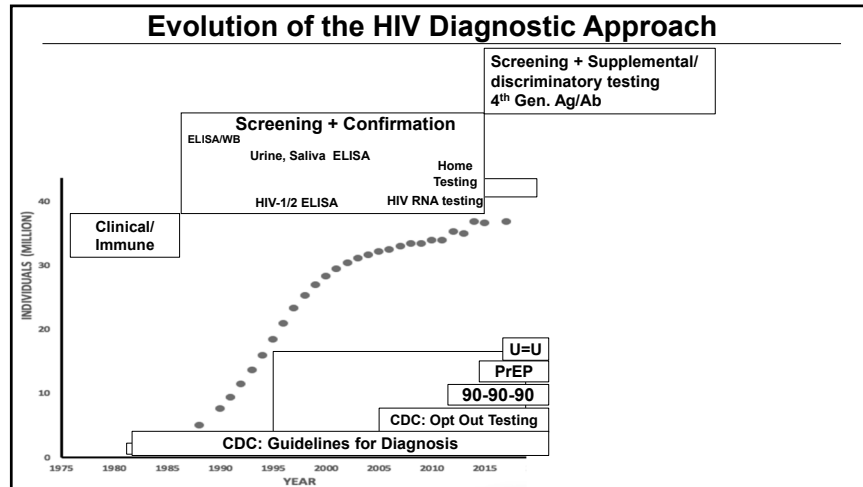 Evolution of the HIV Diagnostic Approach
Screening + Supplemental/
discriminatory testing
4th Gen. Ag/Ab
Screening + Confirmation
ELISA/WB
Urine, Saliva ELISA
Home
Testing
HIV-1/2 ELISA
HIV RNA testing
Clinical/
Immune
INDIVIDUALS (MILLION)
40
30
20
10
0
U=U
PrEP
90-90-90
CDC: Opt Out Testing
CDC: Guidelines for Diagnosis
1975 1980 1985 1990 1995 2000 2005 2010 2015
YEAR